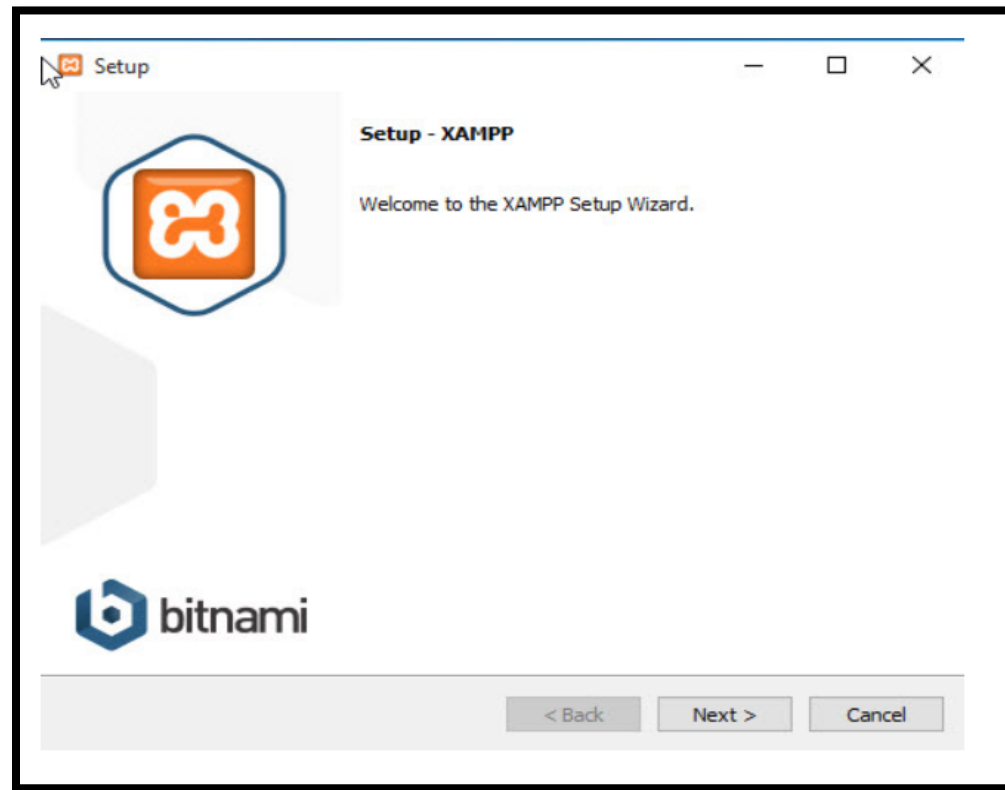 Setup
Setup - XAMPP
Welcome to the XAMPP Setup Wizard.
bitnami
< Back Next > Cancel